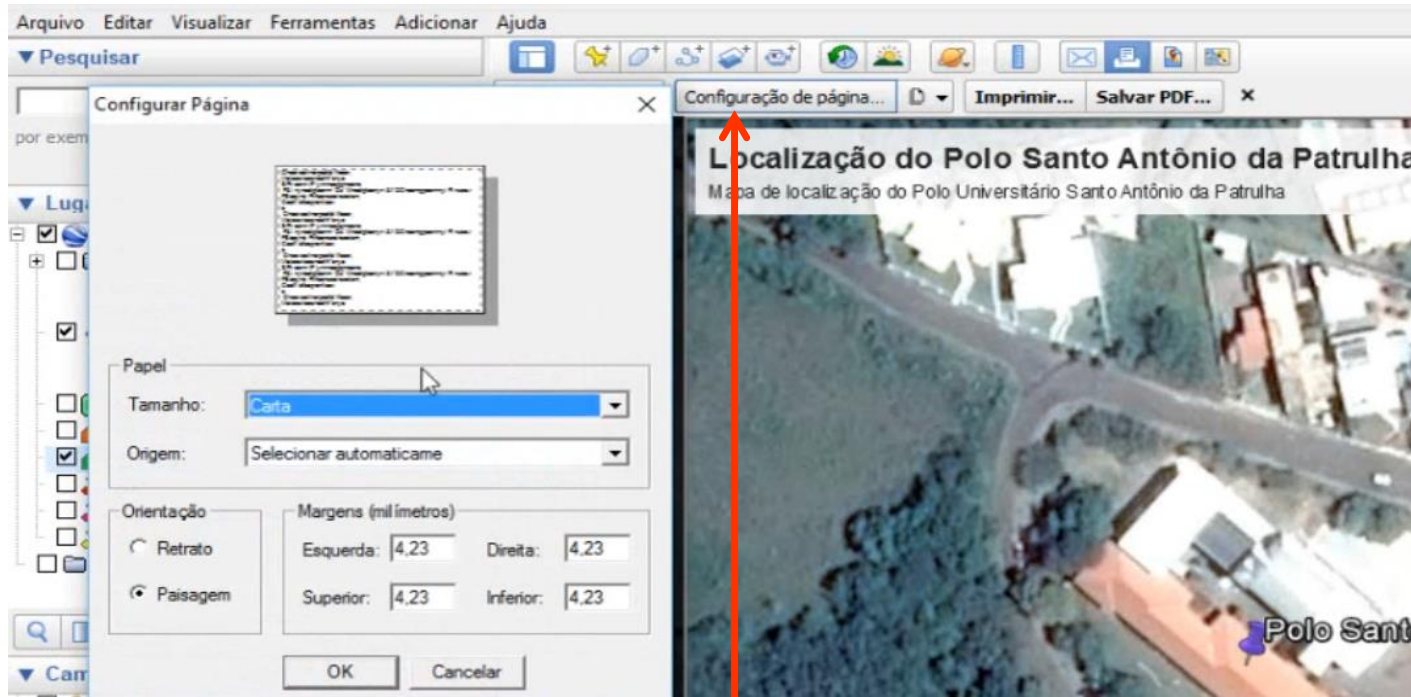 Arquivo Editar Visualizar Ferramentas Adicionar Ajuda
▼ Pesquisar
por exem
▼ Lug
▼ Cam
Configurar Página
Papel
Tamanho: Carta
Origem: Selecionar automaticame
Orientação
Retrato
Paisagem
Margens (milímetros)
Esquerda: 4,23 Direita: 4,23
Superior: 4,23 Inferior: 4,23
OK Cancelar
Configuração de página... Imprimir... Salvar PDF...
Localização do Polo Santo Antônio da Patrulha
Mapa de localização do Polo Universitário Santo Antônio da Patrulha
Polo Sant